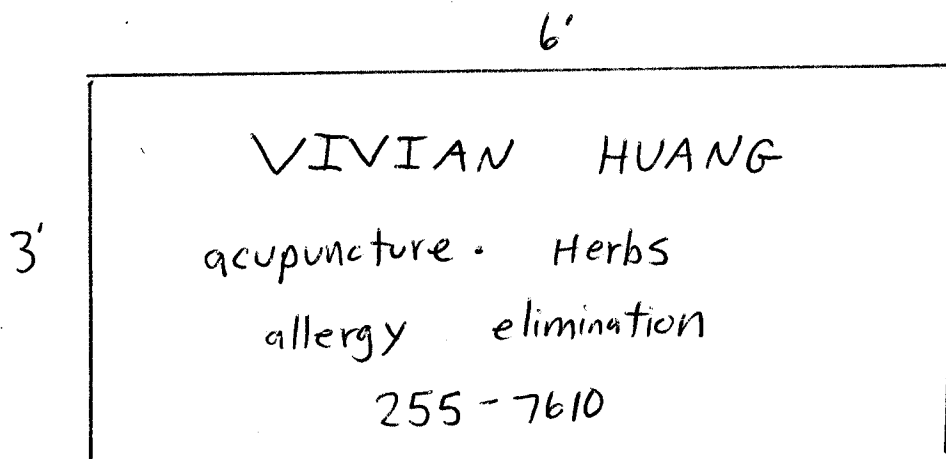 6'
VIVIAN HUANG
3'
acupuncture. Herbs
allergy elimination
255-7610